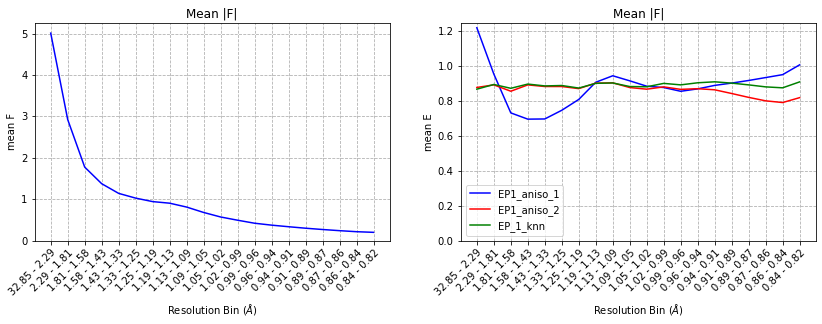 Mean |F|
mean F
5
4
3
2
1
0
32.85 - 2.29
2.29 - 1.81
1.81 - 1.58
1.58 - 1.43
1.43 - 1.33
1.33 - 1.25
1.25 - 1.19
1.19 - 1.13
1.13 - 1.09
1.09 - 1.05
1.05 - 1.02
1.02 - 0.99
0.99 - 0.96
0.96 - 0.94
0.94 - 0.91
0.91 - 0.89
0.89 - 0.87
0.87 - 0.86
0.86 - 0.84
0.84 - 0.82
Resolution Bin (Å)
Mean |F|
mean E
1.2
1.0
0.8
0.6
0.4
0.2
0.0
EP1_aniso_1
EP1_aniso_2
EP_1_knn
32.85 - 2.29
2.29 - 1.81
1.81 - 1.58
1.58 - 1.43
1.43 - 1.33
1.33 - 1.25
1.25 - 1.19
1.19 - 1.13
1.13 - 1.09
1.09 - 1.05
1.05 - 1.02
1.02 - 0.99
0.99 - 0.96
0.96 - 0.94
0.94 - 0.91
0.91 - 0.89
0.89 - 0.87
0.87 - 0.86
0.86 - 0.84
0.84 - 0.82
Resolution Bin (Å)